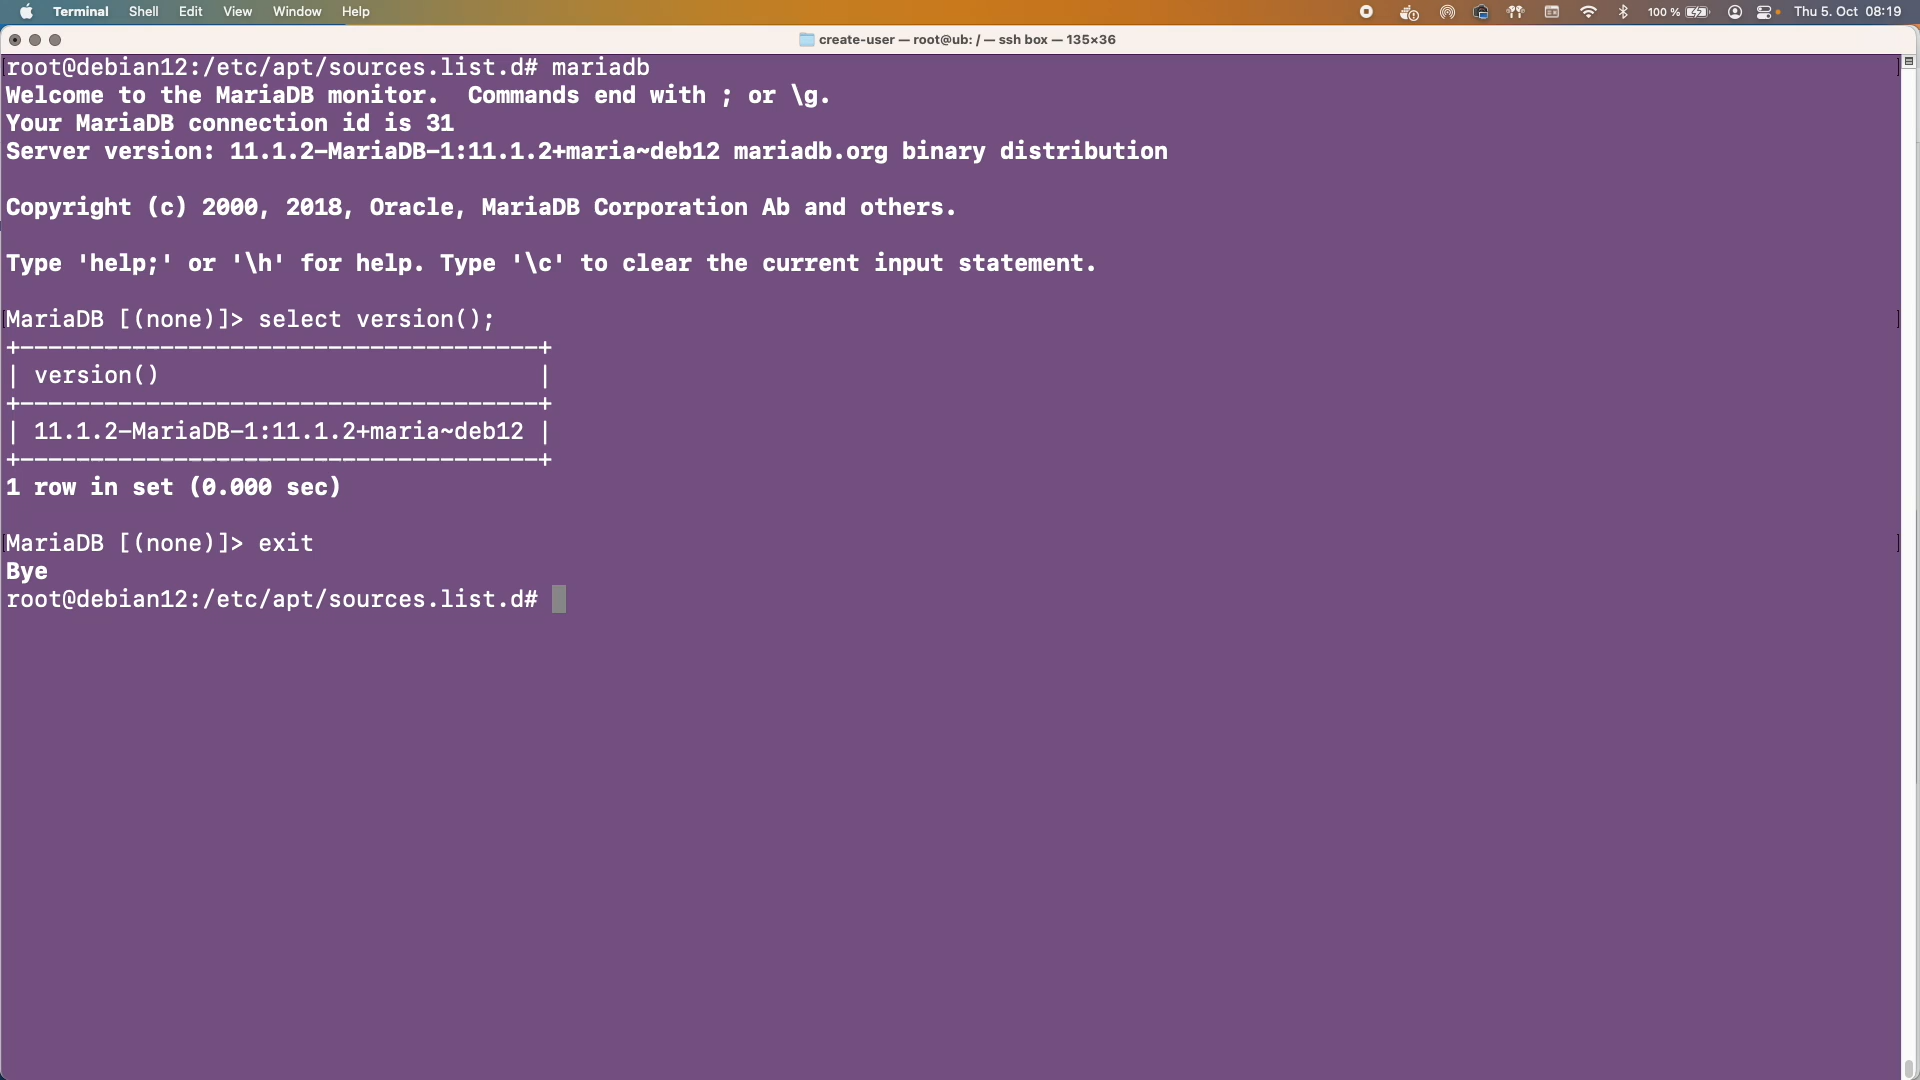 Terminal Shell Edit View Window Help 100 % Thu 5. Oct 08:19
create-user — root@ub: / — ssh box — 135×36
root@debian12:/etc/apt/sources.list.d# mariadb
Welcome to the MariaDB monitor.  Commands end with ; or \g.
Your MariaDB connection id is 31
Server version: 11.1.2-MariaDB-1:11.1.2+maria~deb12 mariadb.org binary distribution
Copyright (c) 2000, 2018, Oracle, MariaDB Corporation Ab and others.
Type 'help;' or '\h' for help. Type '\c' to clear the current input statement.
MariaDB [(none)]> select version();
+-------------------------------------+
| version()                           |
+-------------------------------------+
| 11.1.2-MariaDB-1:11.1.2+maria~deb12 |
+-------------------------------------+
1 row in set (0.000 sec)
MariaDB [(none)]> exit
Bye
root@debian12:/etc/apt/sources.list.d#